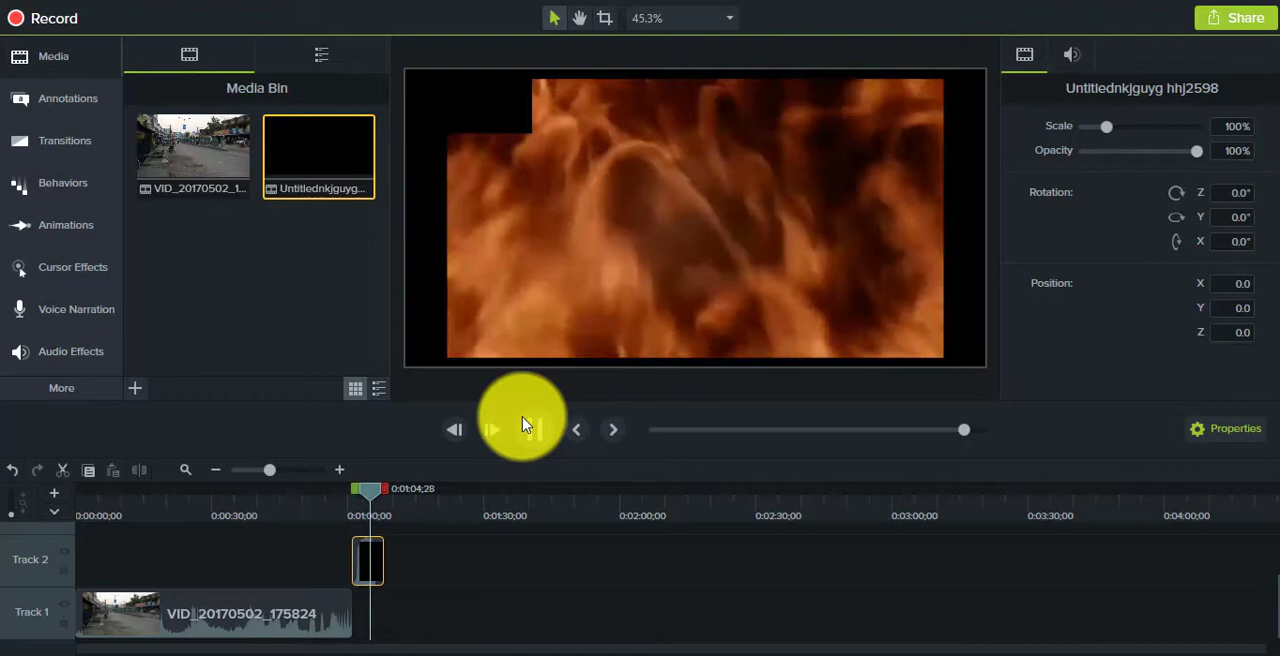 Record
45.3%
Share
Media
Annotations
Transitions
Behaviors
Animations
Cursor Effects
Voice Narration
Audio Effects
More
Media Bin
VID_20170502_1...
Untitlednkjguyg...
Untitlednkjguyg hhj2598
Scale 100%
Opacity 100%
Rotation: Z 0.0°
Y 0.0°
X 0.0°
Position: X 0.0
Y 0.0
Z 0.0
Properties
0:01:04;28
0:00:00;00 0:00:30;00 0:01:00;00 0:01:30;00 0:02:00;00 0:02:30;00 0:03:00;00 0:03:30;00 0:04:00;00
Track 2
Track 1
VID_20170502_175824